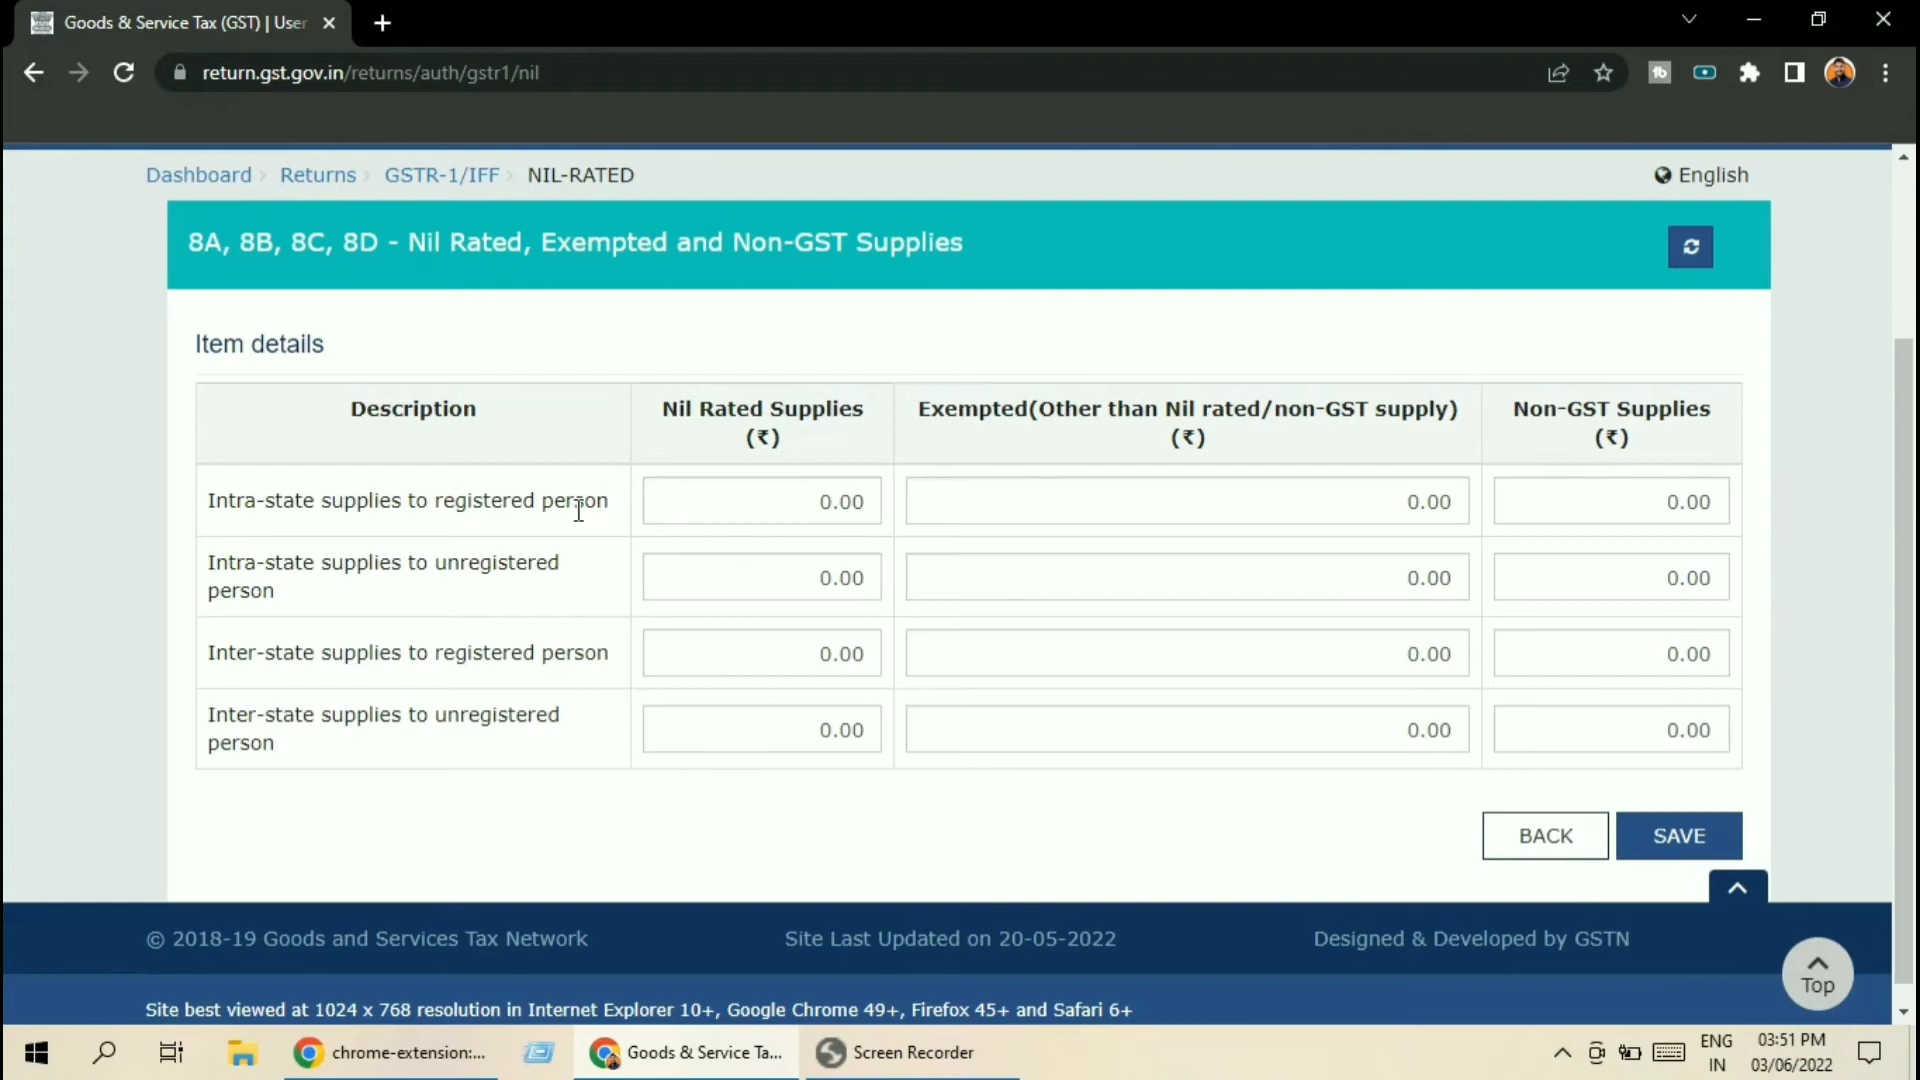 Goods & Service Tax (GST) | User
return.gst.gov.in/returns/auth/gstr1/nil
Dashboard
Returns
GSTR-1/IFF
NIL-RATED
English
8A, 8B, 8C, 8D - Nil Rated, Exempted and Non-GST Supplies
Item details
Description
Nil Rated Supplies
(₹)
Exempted(Other than Nil rated/non-GST supply)
(₹)
Non-GST Supplies
(₹)
Intra-state supplies to registered person
0.00
0.00
0.00
Intra-state supplies to unregistered
person
0.00
0.00
0.00
Inter-state supplies to registered person
0.00
0.00
0.00
Inter-state supplies to unregistered
person
0.00
0.00
0.00
BACK
SAVE
© 2018-19 Goods and Services Tax Network
Site Last Updated on 20-05-2022
Designed & Developed by GSTN
Top
Site best viewed at 1024 x 768 resolution in Internet Explorer 10+, Google Chrome 49+, Firefox 45+ and Safari 6+
chrome-extension:...
Goods & Service Ta...
Screen Recorder
ENG
IN
03:51 PM
03/06/2022